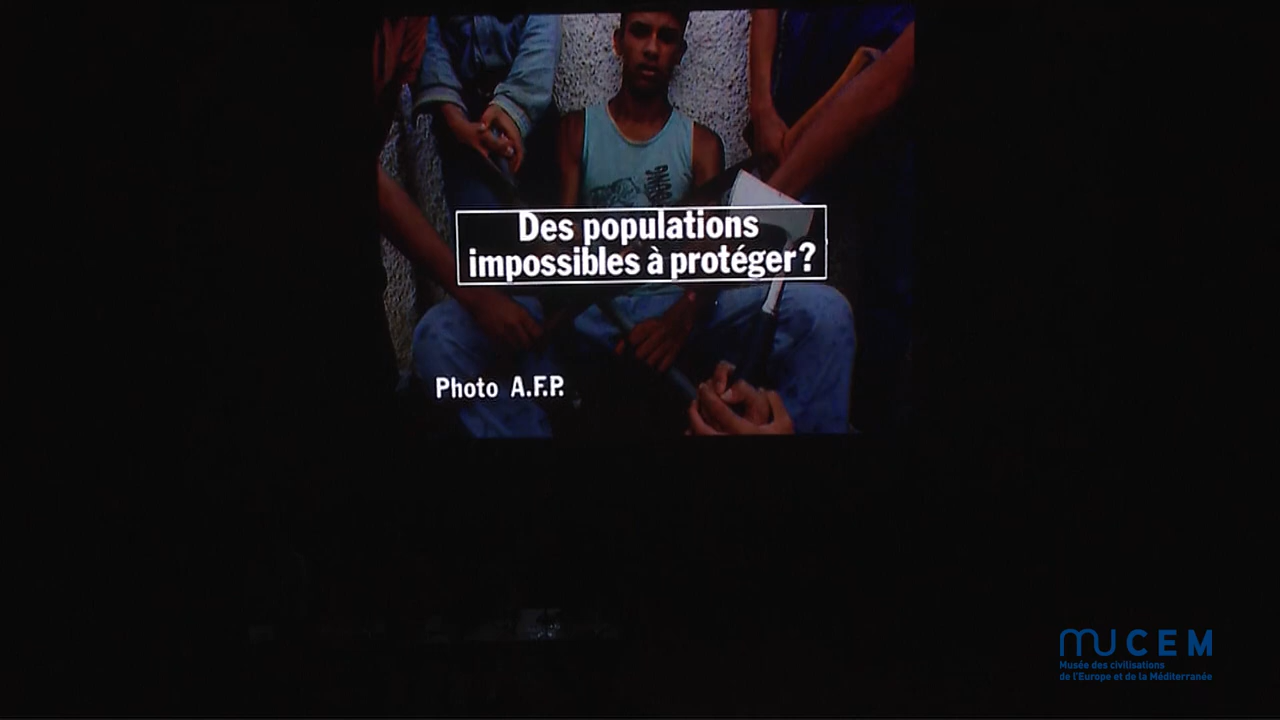 Des populations
impossibles à protéger?
Photo A.F.P.
MUCEM
Musée des civilisations
de l'Europe et de la Méditerranée